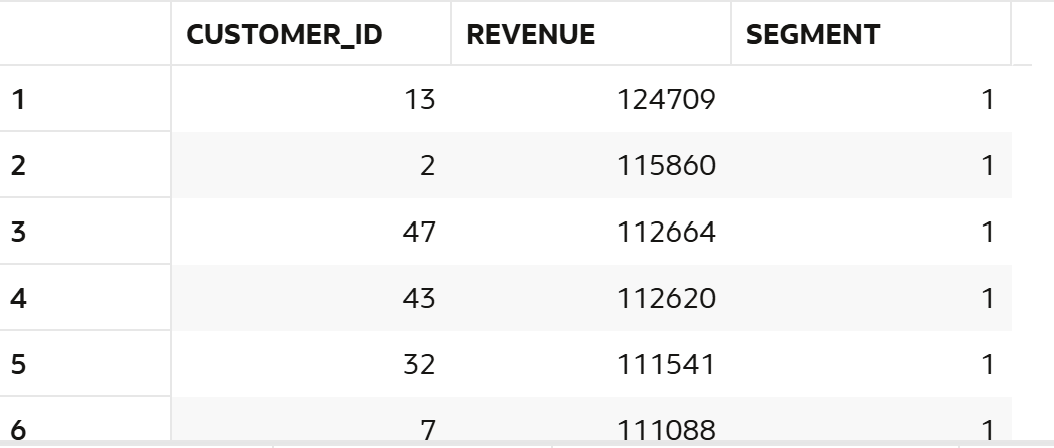 CUSTOMER_ID REVENUE SEGMENT
1 13 124709 1
2 2 115860 1
3 47 112664 1
4 43 112620 1
5 32 111541 1
6 7 111088 1